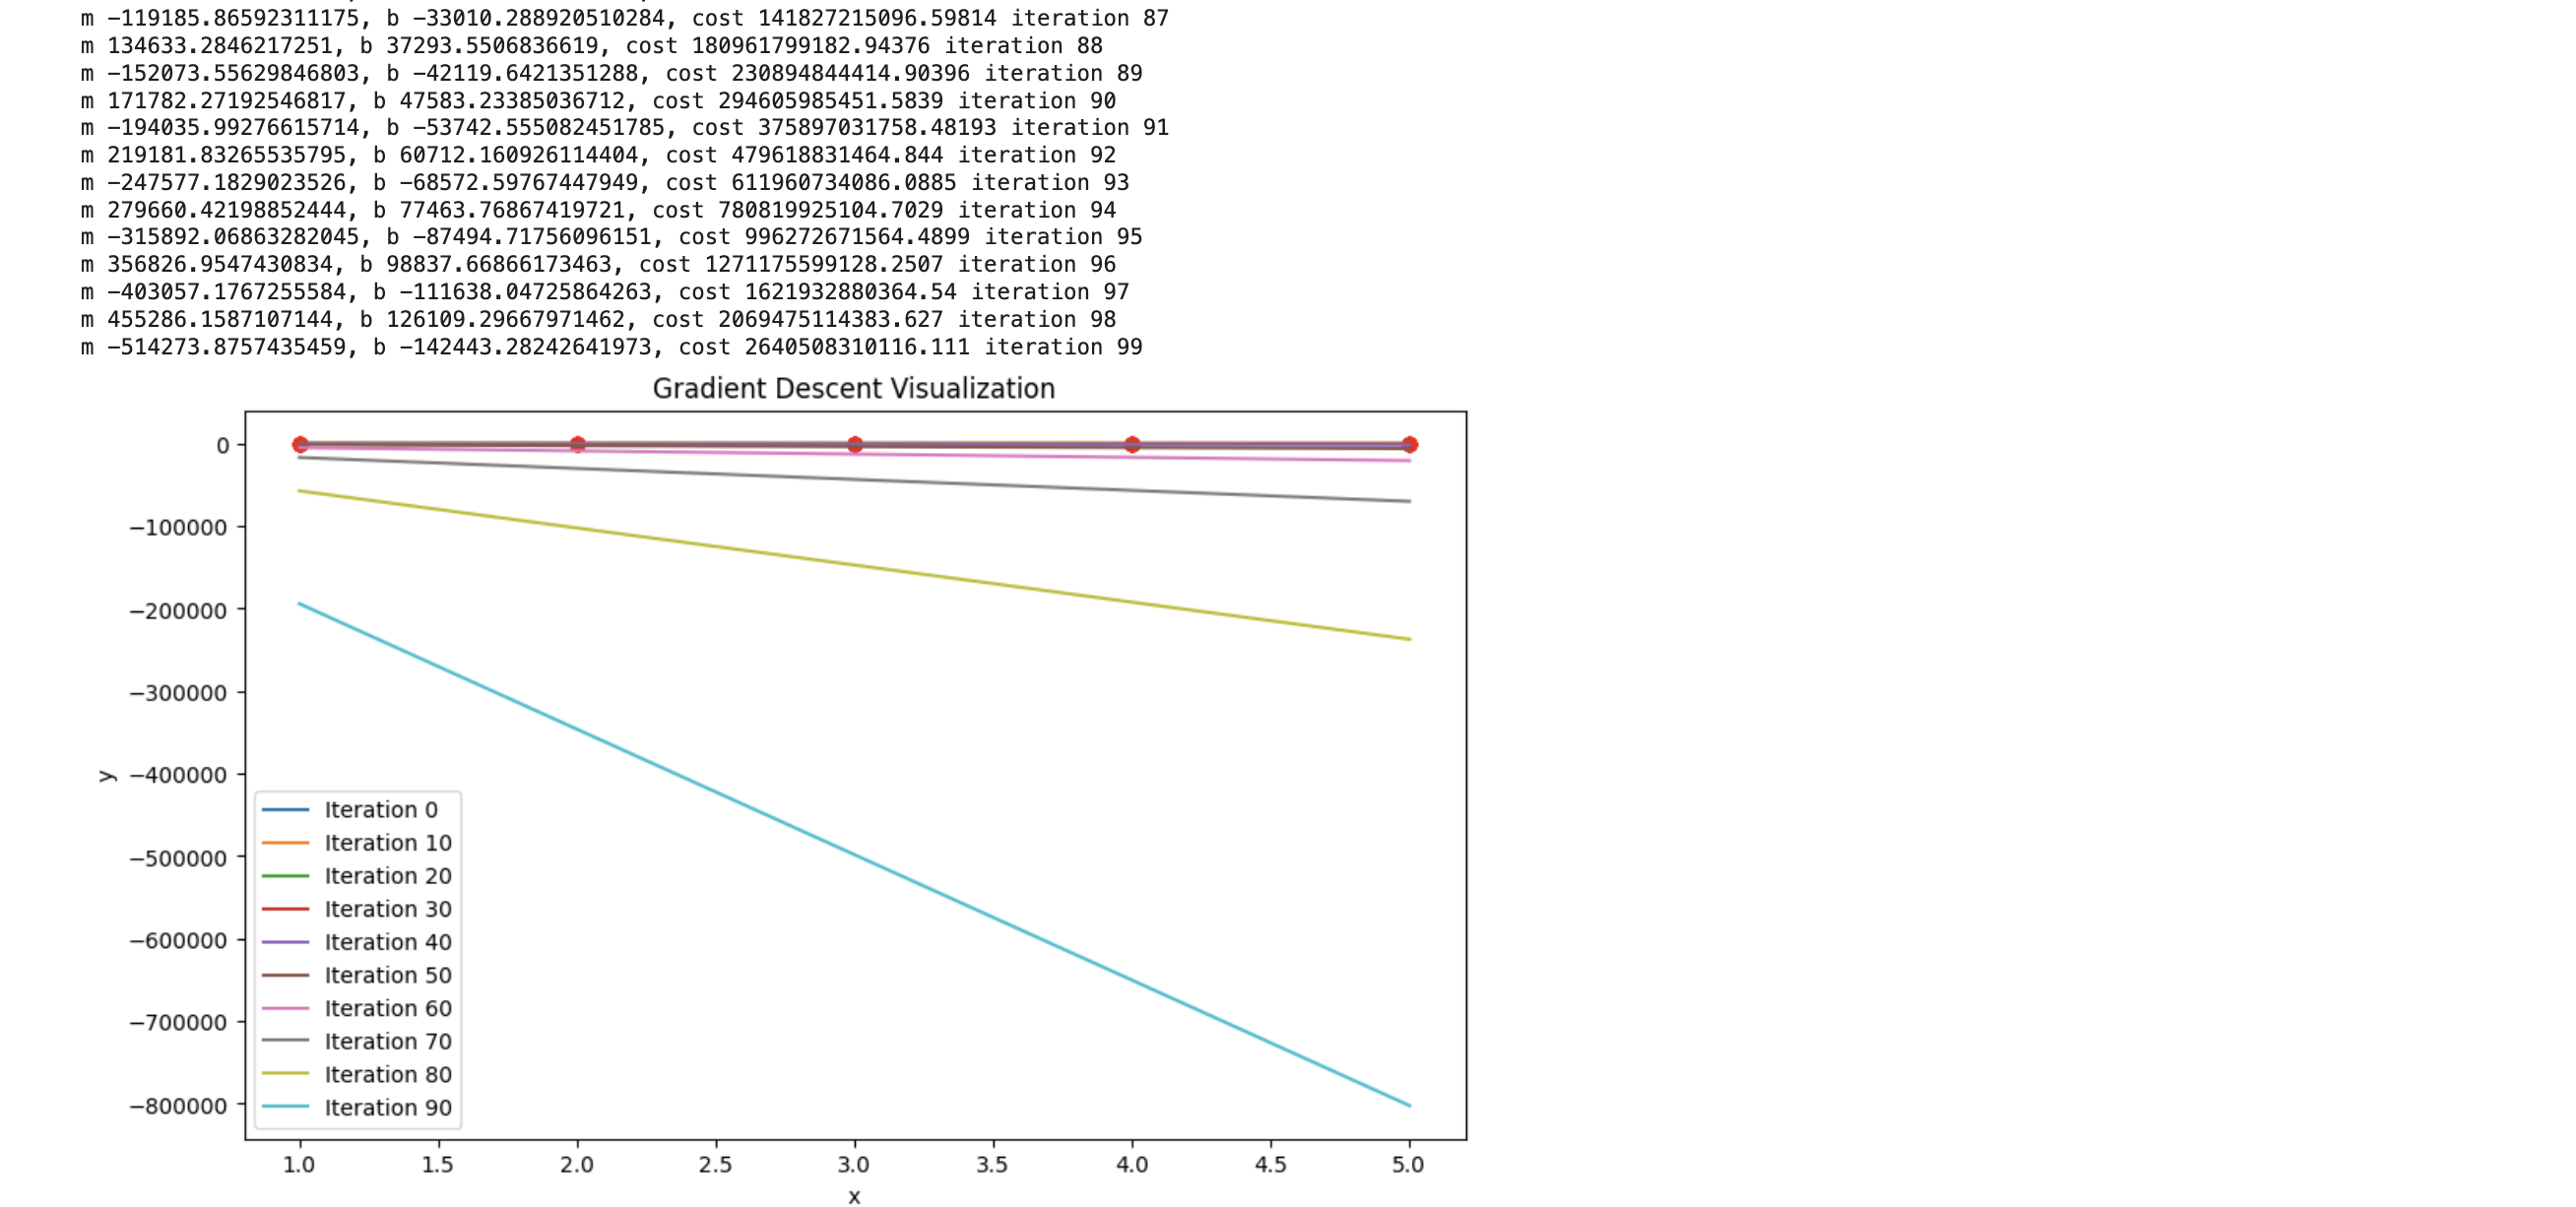 m -119185.86592311175, b -33010.288920510284, cost 141827215096.59814 iteration 87
m 134633.2846217251, b 37293.5506836619, cost 180961799182.94376 iteration 88
m -152073.55629846803, b -42119.6421351288, cost 230894844414.90396 iteration 89
m 171782.27192546817, b 47583.23385036712, cost 294605985451.5839 iteration 90
m -194035.99276615714, b -53742.555082451785, cost 375897031758.48193 iteration 91
m 219181.83265535795, b 60712.160926114404, cost 479618831464.844 iteration 92
m -247577.1829023526, b -68572.59767447949, cost 611960734086.0885 iteration 93
m 279660.42198852444, b 77463.76867419721, cost 780819925104.7029 iteration 94
m -315892.06863282045, b -87494.71756096151, cost 996272671564.4899 iteration 95
m 356826.9547430834, b 98837.66866173463, cost 1271175599128.2507 iteration 96
m -403057.1767255584, b -111638.04725864263, cost 1621932880364.54 iteration 97
m 455286.1587107144, b 126109.29667971462, cost 2069475114383.627 iteration 98
m -514273.8757435459, b -142443.28242641973, cost 2640508310116.111 iteration 99
Gradient Descent Visualization
0
−100000
−200000
−300000
−400000
−500000
−600000
−700000
−800000
y
Iteration 0
Iteration 10
Iteration 20
Iteration 30
Iteration 40
Iteration 50
Iteration 60
Iteration 70
Iteration 80
Iteration 90
1.0 1.5 2.0 2.5 3.0 3.5 4.0 4.5 5.0
x